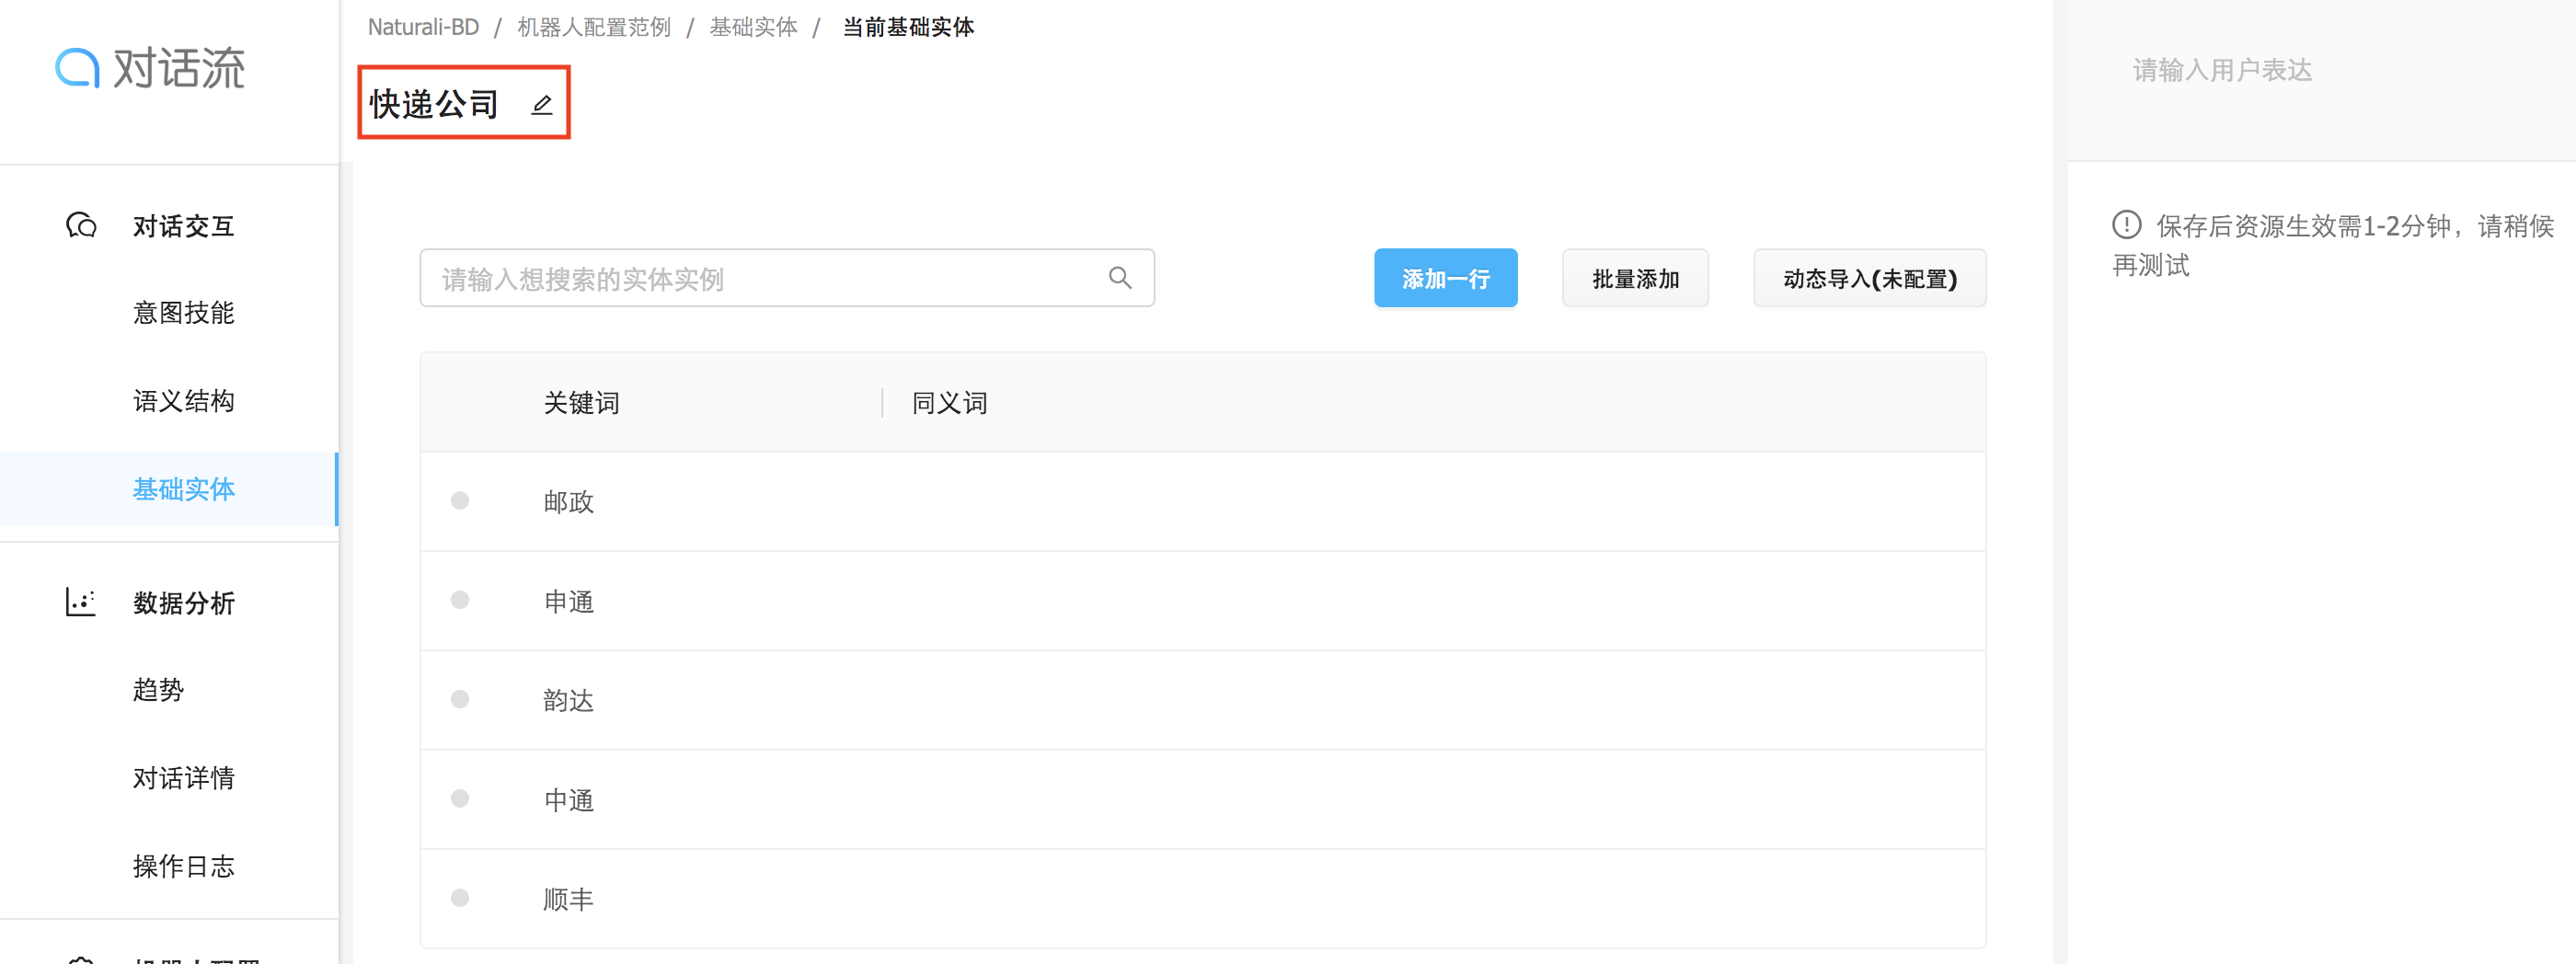 对话流
Naturali-BD / 机器人配置范例 / 基础实体 / 当前基础实体
快递公司
对话交互
意图技能
语义结构
基础实体
数据分析
趋势
对话详情
操作日志
机器人配置
请输入想搜索的实体实例
添加一行
批量添加
动态导入(未配置)
关键词
同义词
邮政
申通
韵达
中通
顺丰
请输入用户表达
保存后资源生效需1-2分钟，请稍候
再测试